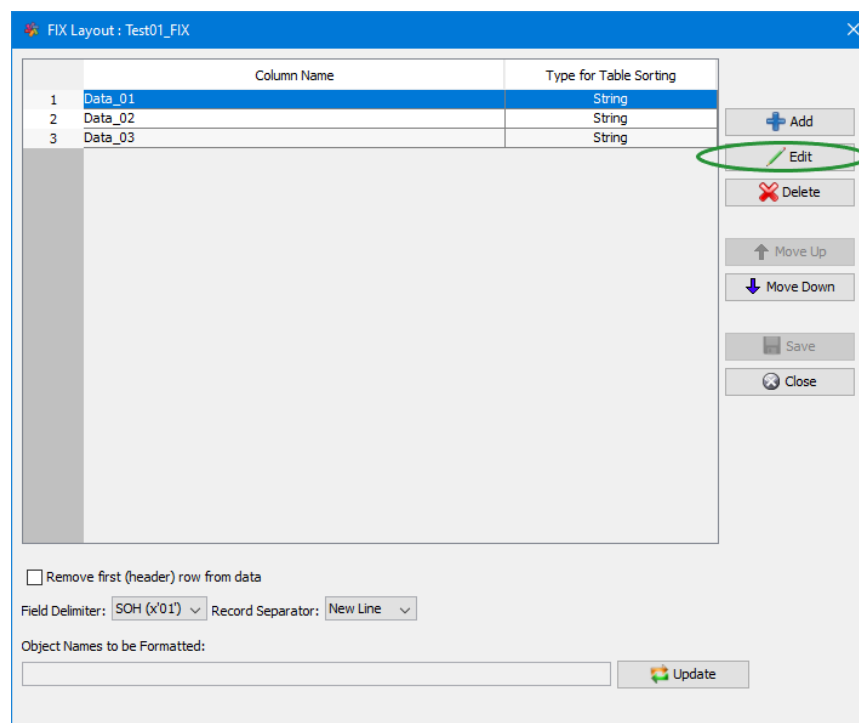 FIX Layout : Test01_FIX
Column Name Type for Table Sorting
1 Data_01 String
2 Data_02 String
3 Data_03 String
Add
Edit
Delete
Move Up
Move Down
Save
Close
Remove first (header) row from data
Field Delimiter: SOH (x'01') Record Separator: New Line
Object Names to be Formatted:
Update